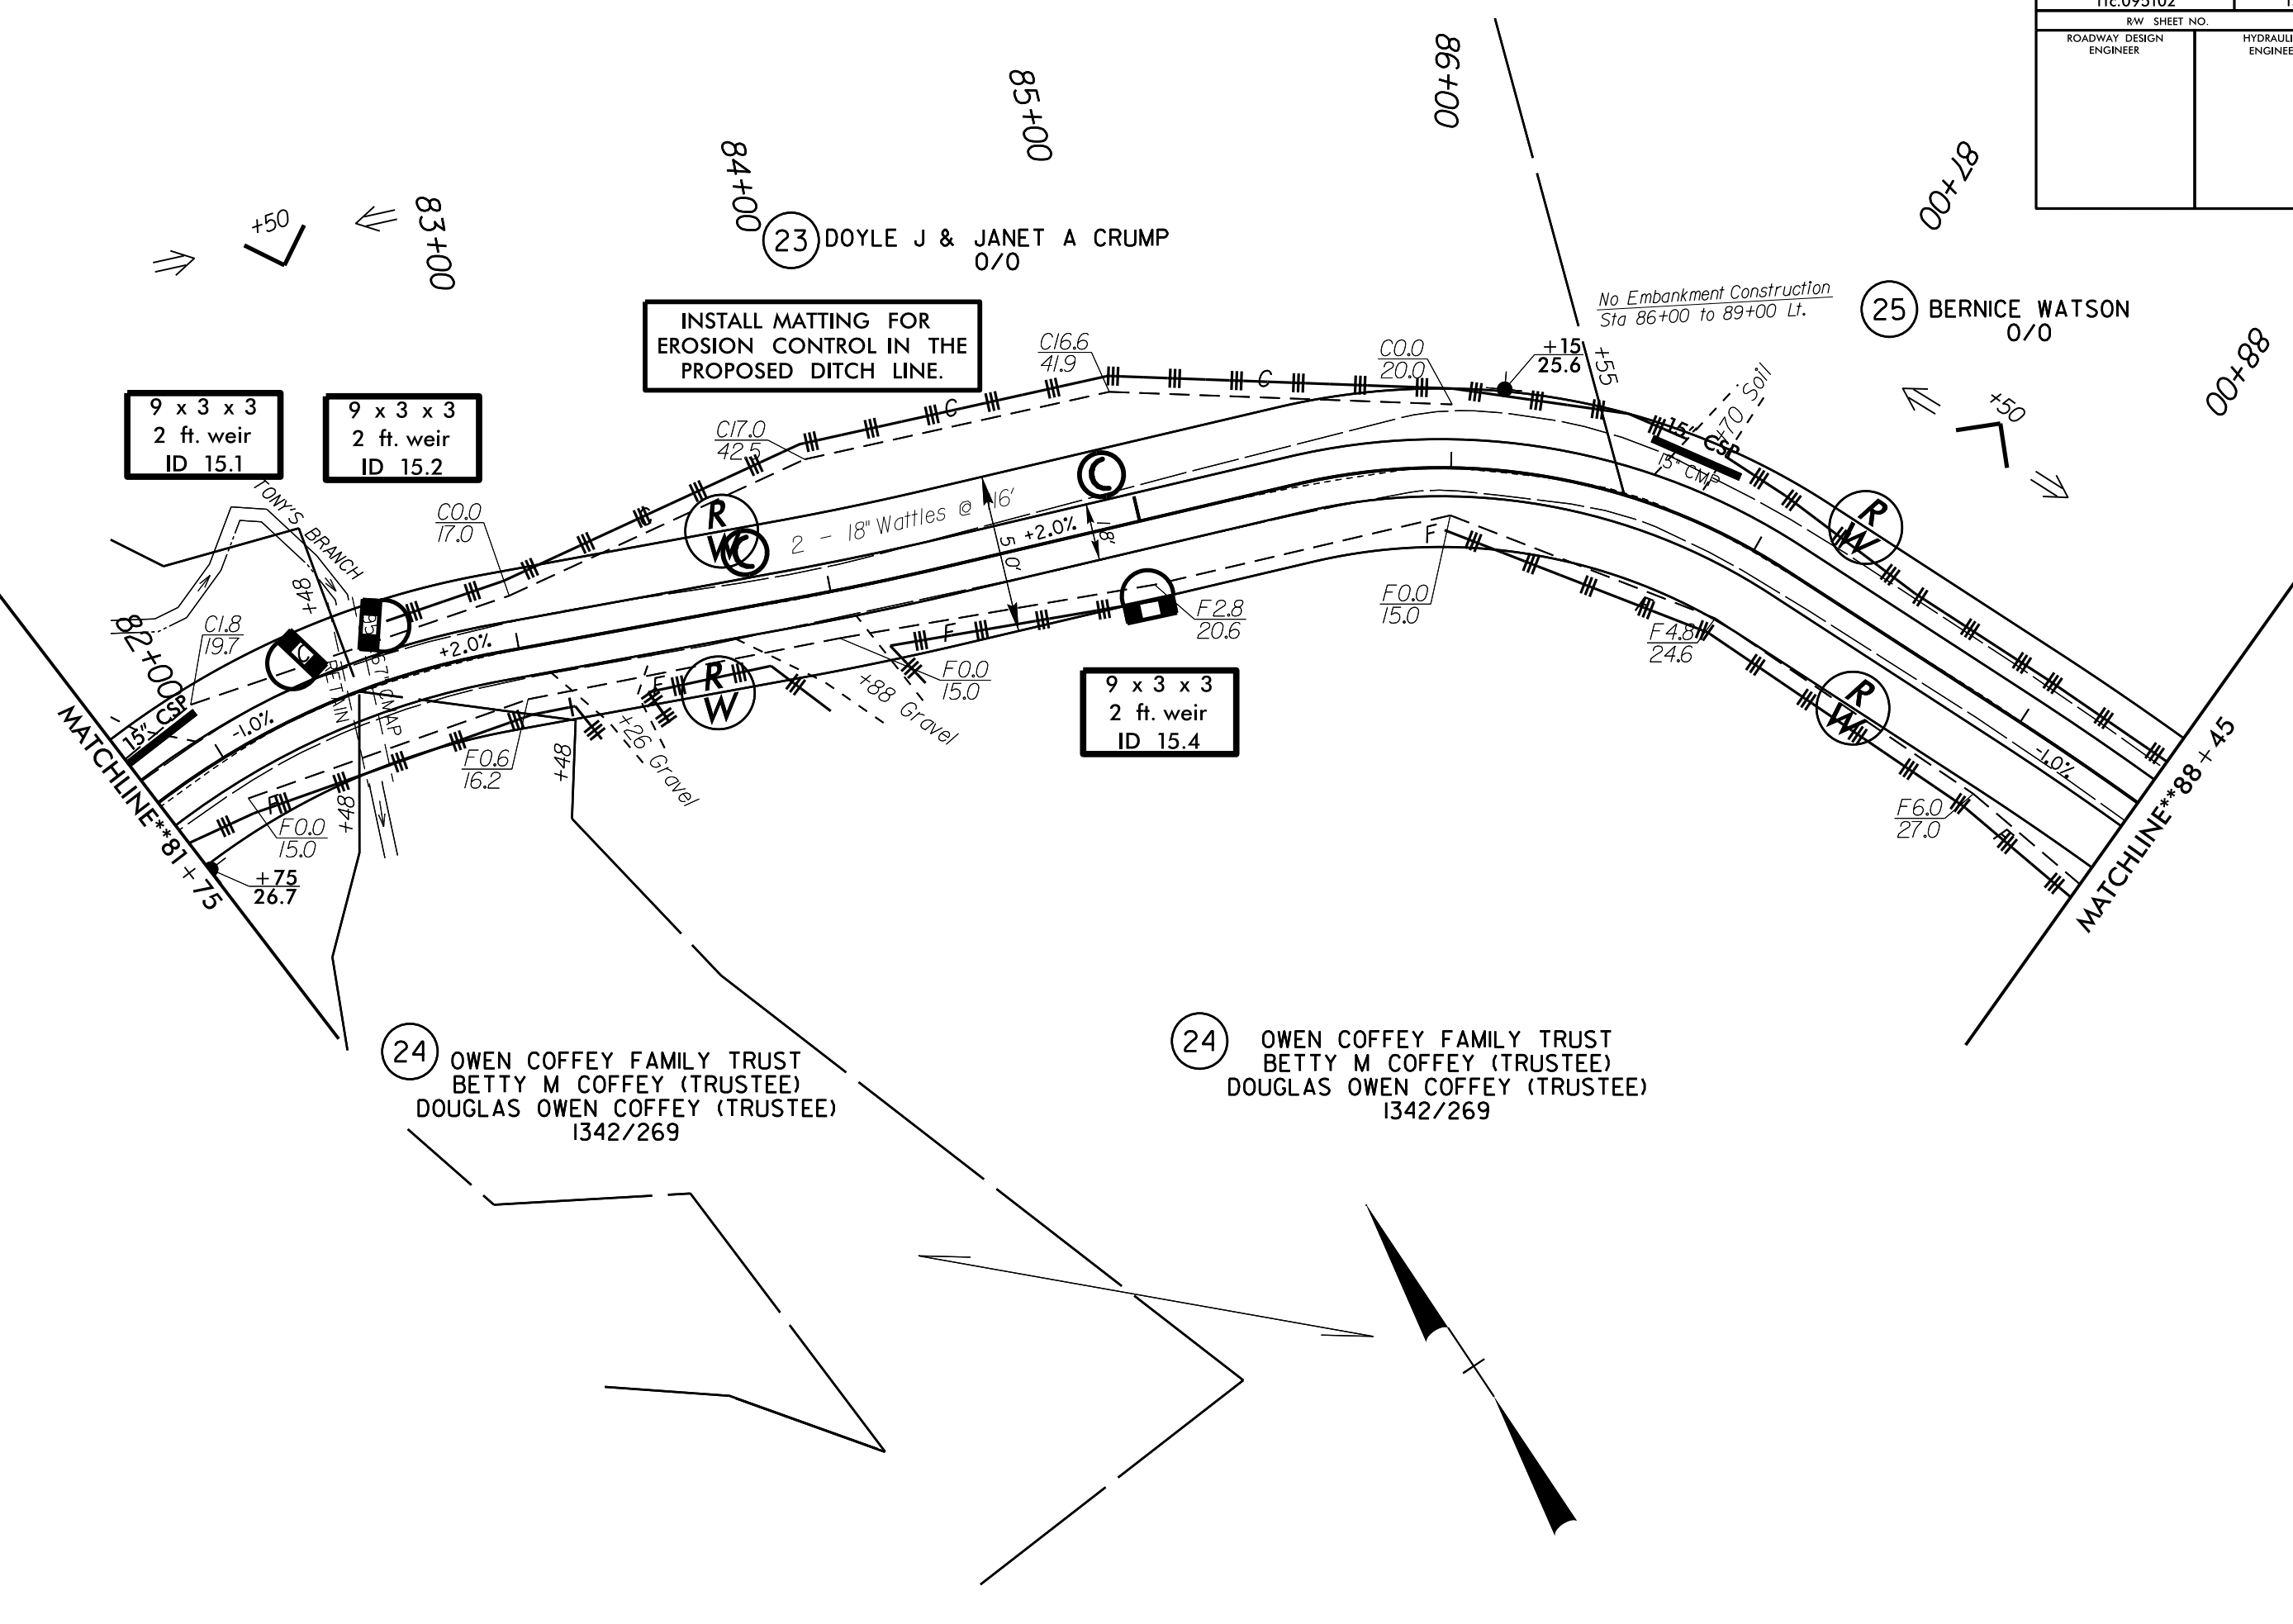 R/W SHEET NO.
ROADWAY DESIGN
ENGINEER
86+00
85+00
84+00
87+00
83+00
+50
23 DOYLE J & JANET A CRUMP
0/0
No Embankment Construction
Sta 86+00 to 89+00 Lt.
25 BERNICE WATSON
0/0
88+00
INSTALL MATTING FOR
EROSION CONTROL IN THE
PROPOSED DITCH LINE.
C16.6
41.9
C0.0
20.0
+15
25.6
+55
+70 Soil
+50
9 x 3 x 3
2 ft. weir
ID 15.1
9 x 3 x 3
2 ft. weir
ID 15.2
C
C
C17.0
42.5
15" CSP
15" CMP
TONY'S BRANCH
C0.0
17.0
C
R
W
C
C
2 - 18" Wattles @ 16'
+2.0%
18'
50'
R
W
F
+48
82+00
C1.8
19.7
C
+2.0%
F2.8
20.6
F0.0
15.0
F4.8
24.6
RETAIN
15" CSP
-1.0%
F
F
R
W
F0.0
15.0
+88 Gravel
9 x 3 x 3
2 ft. weir
ID 15.4
R
W
MATCHLINE**81+75
F0.6
16.2
+48
+26 Gravel
-1.0%
MATCHLINE**88+45
F0.0
15.0
+48
+75
26.7
F6.0
27.0
24 OWEN COFFEY FAMILY TRUST
BETTY M COFFEY (TRUSTEE)
DOUGLAS OWEN COFFEY (TRUSTEE)
1342/269
24 OWEN COFFEY FAMILY TRUST
BETTY M COFFEY (TRUSTEE)
DOUGLAS OWEN COFFEY (TRUSTEE)
1342/269